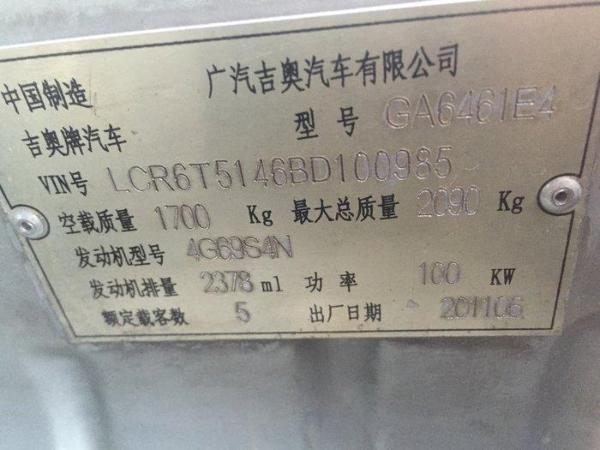 中国制造 广汽吉奥汽车有限公司
吉奥牌汽车 型号 GA6461E4
VIN号 LCR6T5146BD100985
空载质量 1700 Kg 最大总质量 2090 Kg
发动机型号 4G69S4N
发动机排量 2378 ml 功率 100 KW
额定载客数 5 出厂日期 201105